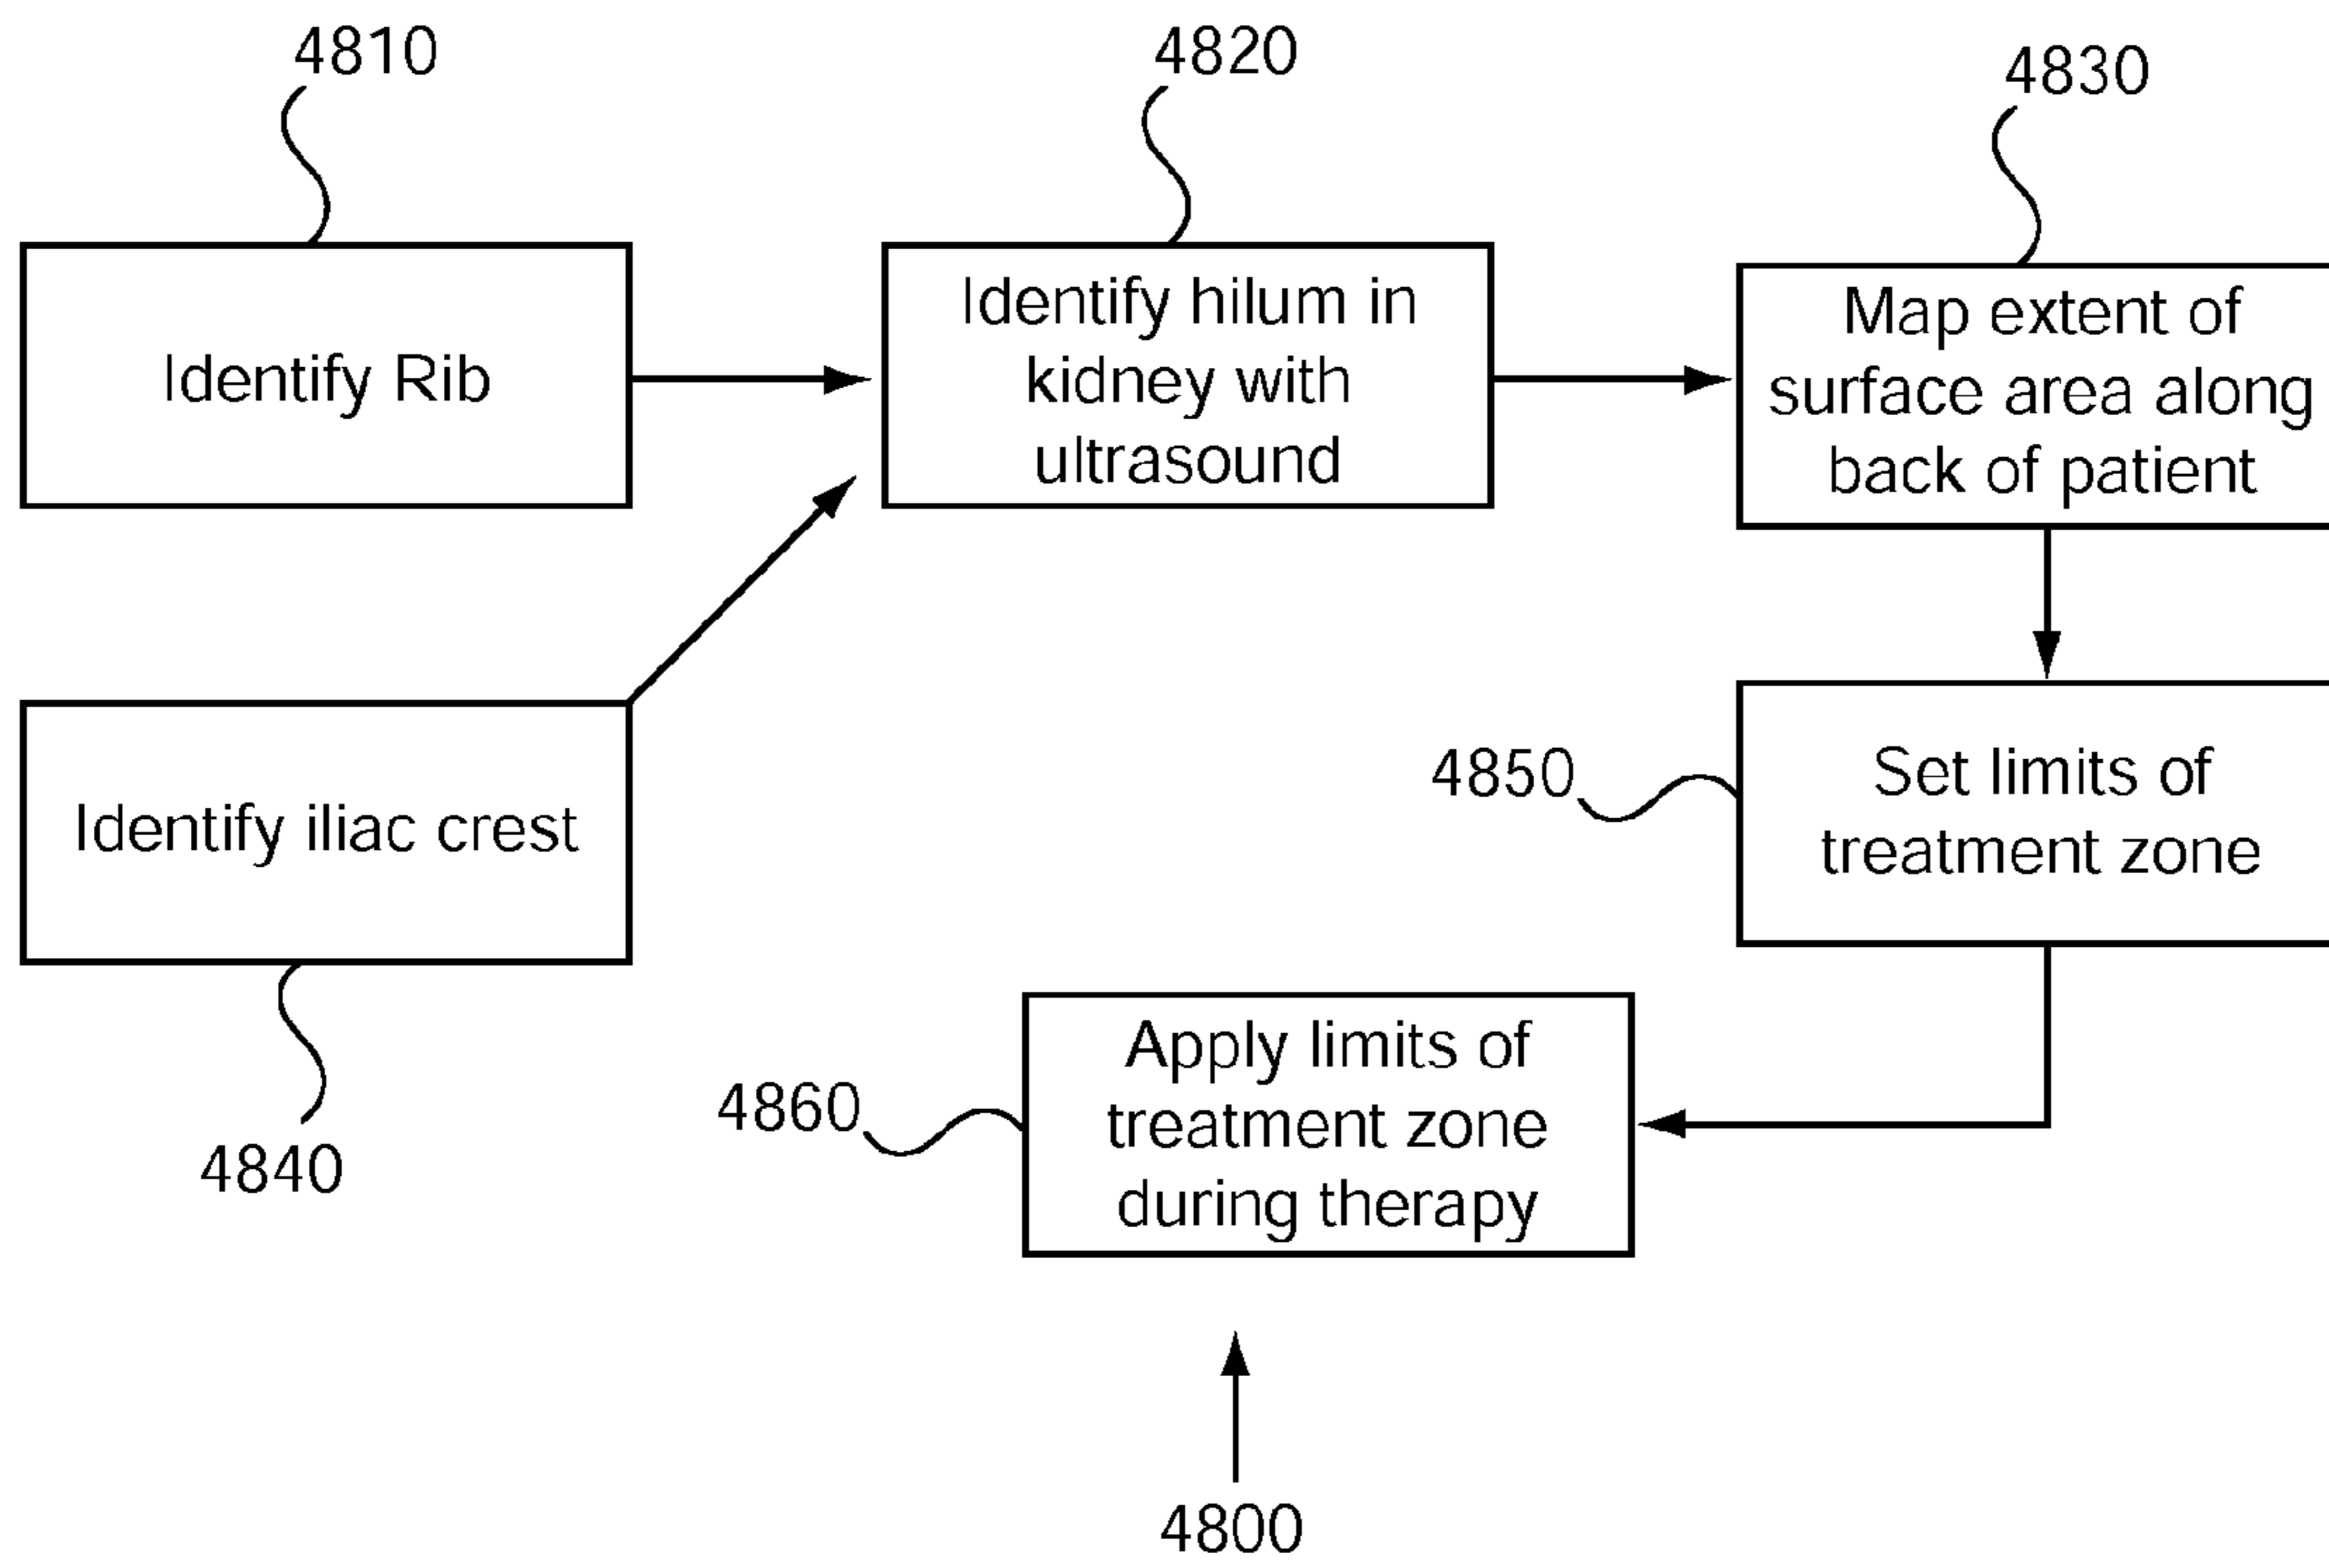 4810
4820
4830
Identify Rib
Identify hilum in
kidney with
ultrasound
Map extent of
surface area along
back of patient
Identify iliac crest
4840
4850
Set limits of
treatment zone
4860
Apply limits of
treatment zone
during therapy
4800